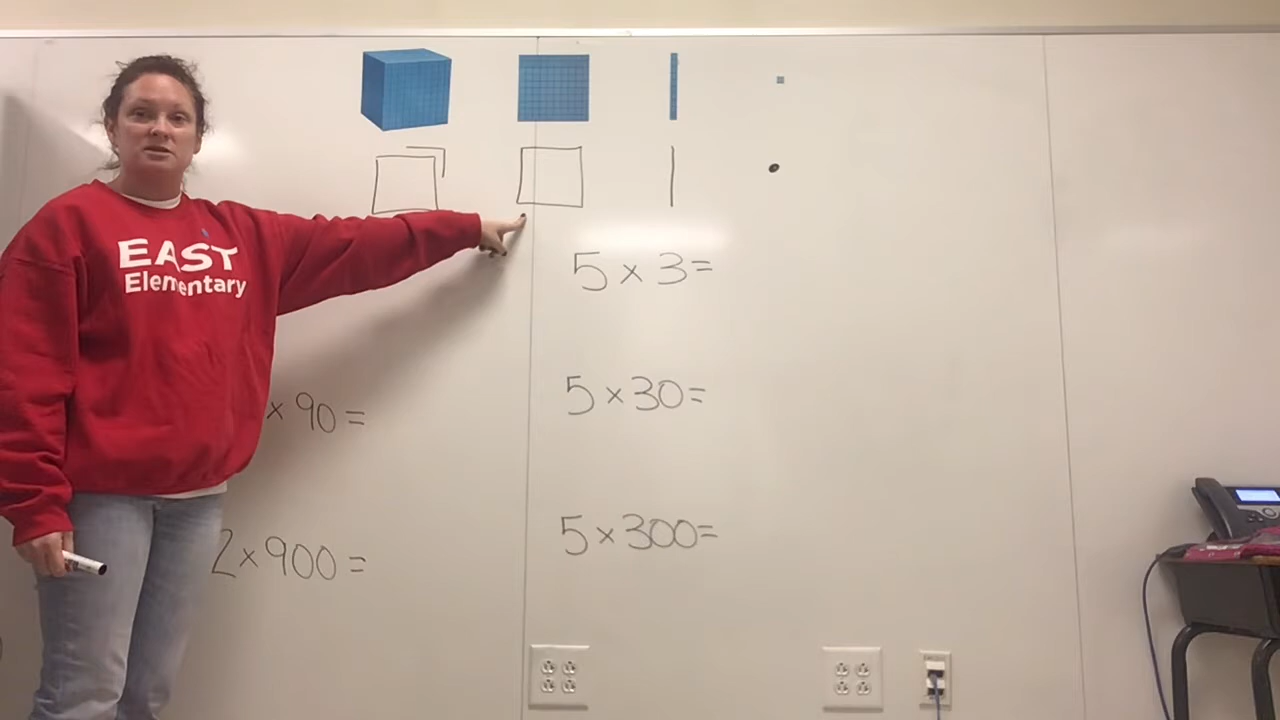 EAST
Elementary
5 × 3 =
× 90 =
5 × 30 =
2 × 900 =
5 × 300 =